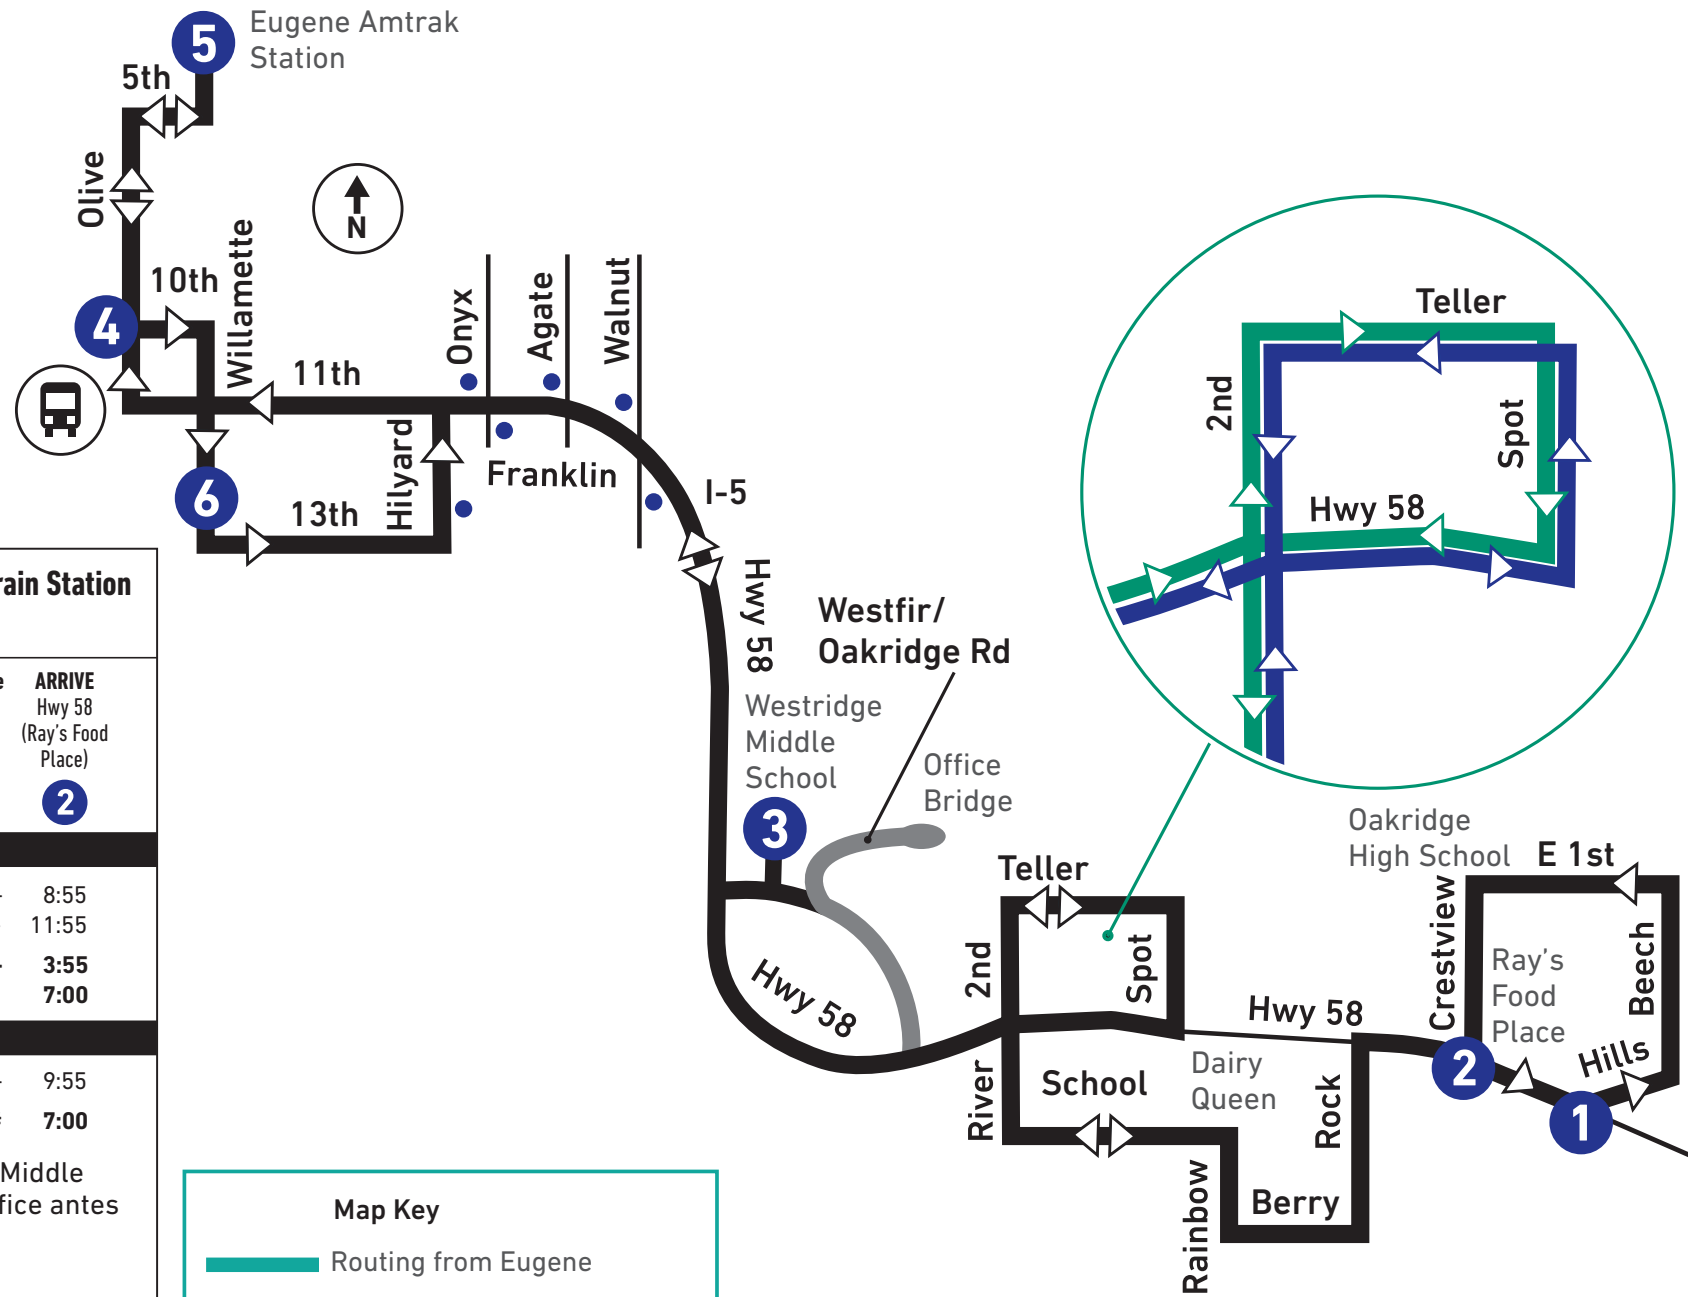 5
Eugene Amtrak
Station
5th
Olive
N
10th
Willamette
4
11th
Onyx
Agate
Walnut
Hilyard
Franklin
6
13th
I-5
Hwy 58
Teller
2nd
Spot
Hwy 58
Train Station
ARRIVE
Hwy 58
(Ray's Food
Place)
2
8:55
11:55
3:55
7:00
9:55
7:00
Middle
antes
Westfir/
Oakridge Rd
Westridge
Middle
School
3
Office
Bridge
Hwy 58
Teller
2nd
Spot
River
School
Dairy
Queen
Hwy 58
Rainbow
Berry
Rock
Oakridge
High School
E 1st
Crestview
Ray's
Food
Place
Beech
Hills
2
1
Map Key
Routing from Eugene